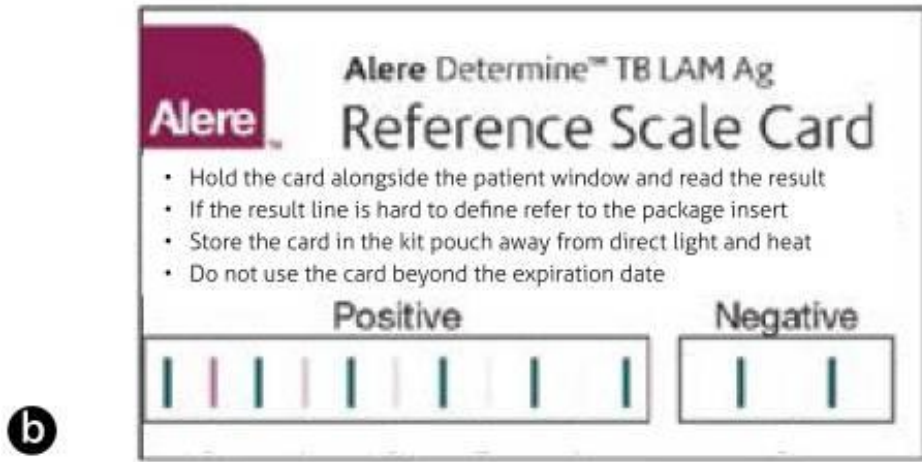 Alere Determine™ TB LAM Ag
Alere™
Reference Scale Card
• Hold the card alongside the patient window and read the result
• If the result line is hard to define refer to the package insert
• Store the card in the kit pouch away from direct light and heat
• Do not use the card beyond the expiration date
Positive Negative
b